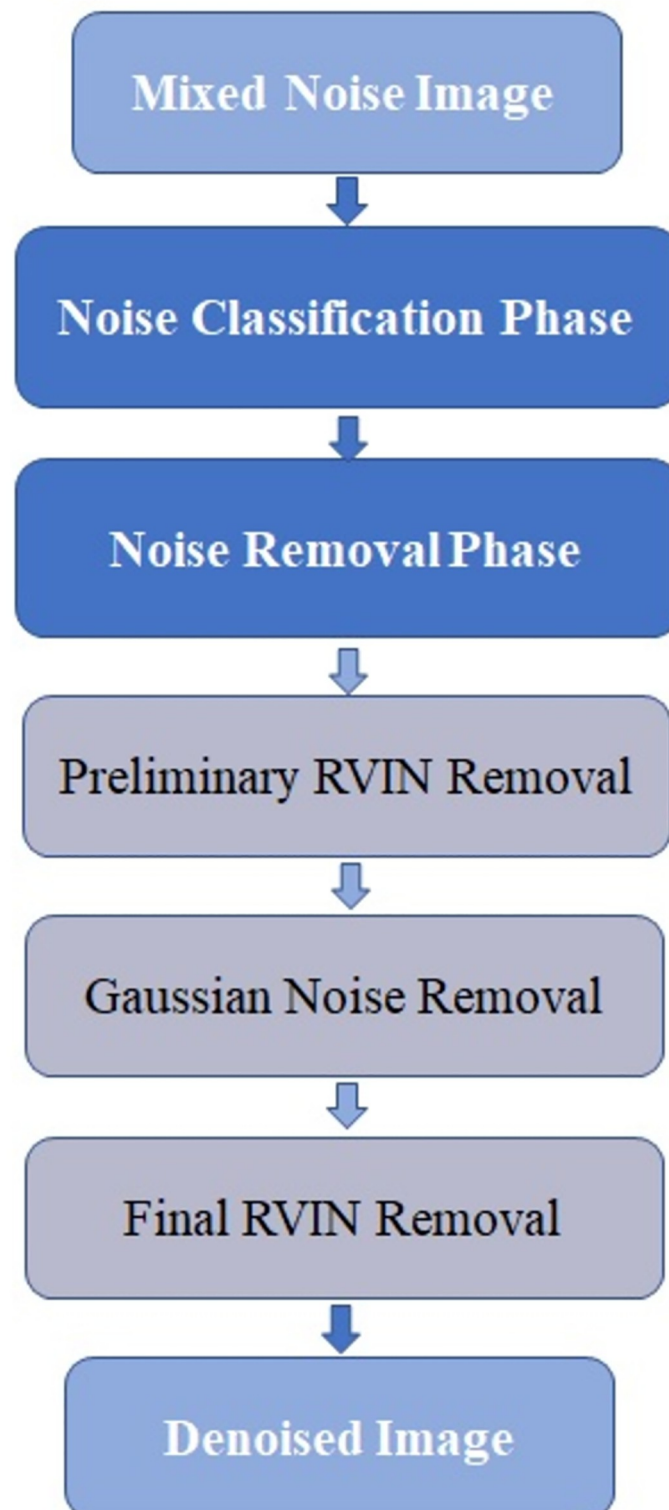 Mixed Noise Image
Noise Classification Phase
Noise Removal Phase
Preliminary RVIN Removal
Gaussian Noise Removal
Final RVIN Removal
Denoised Image